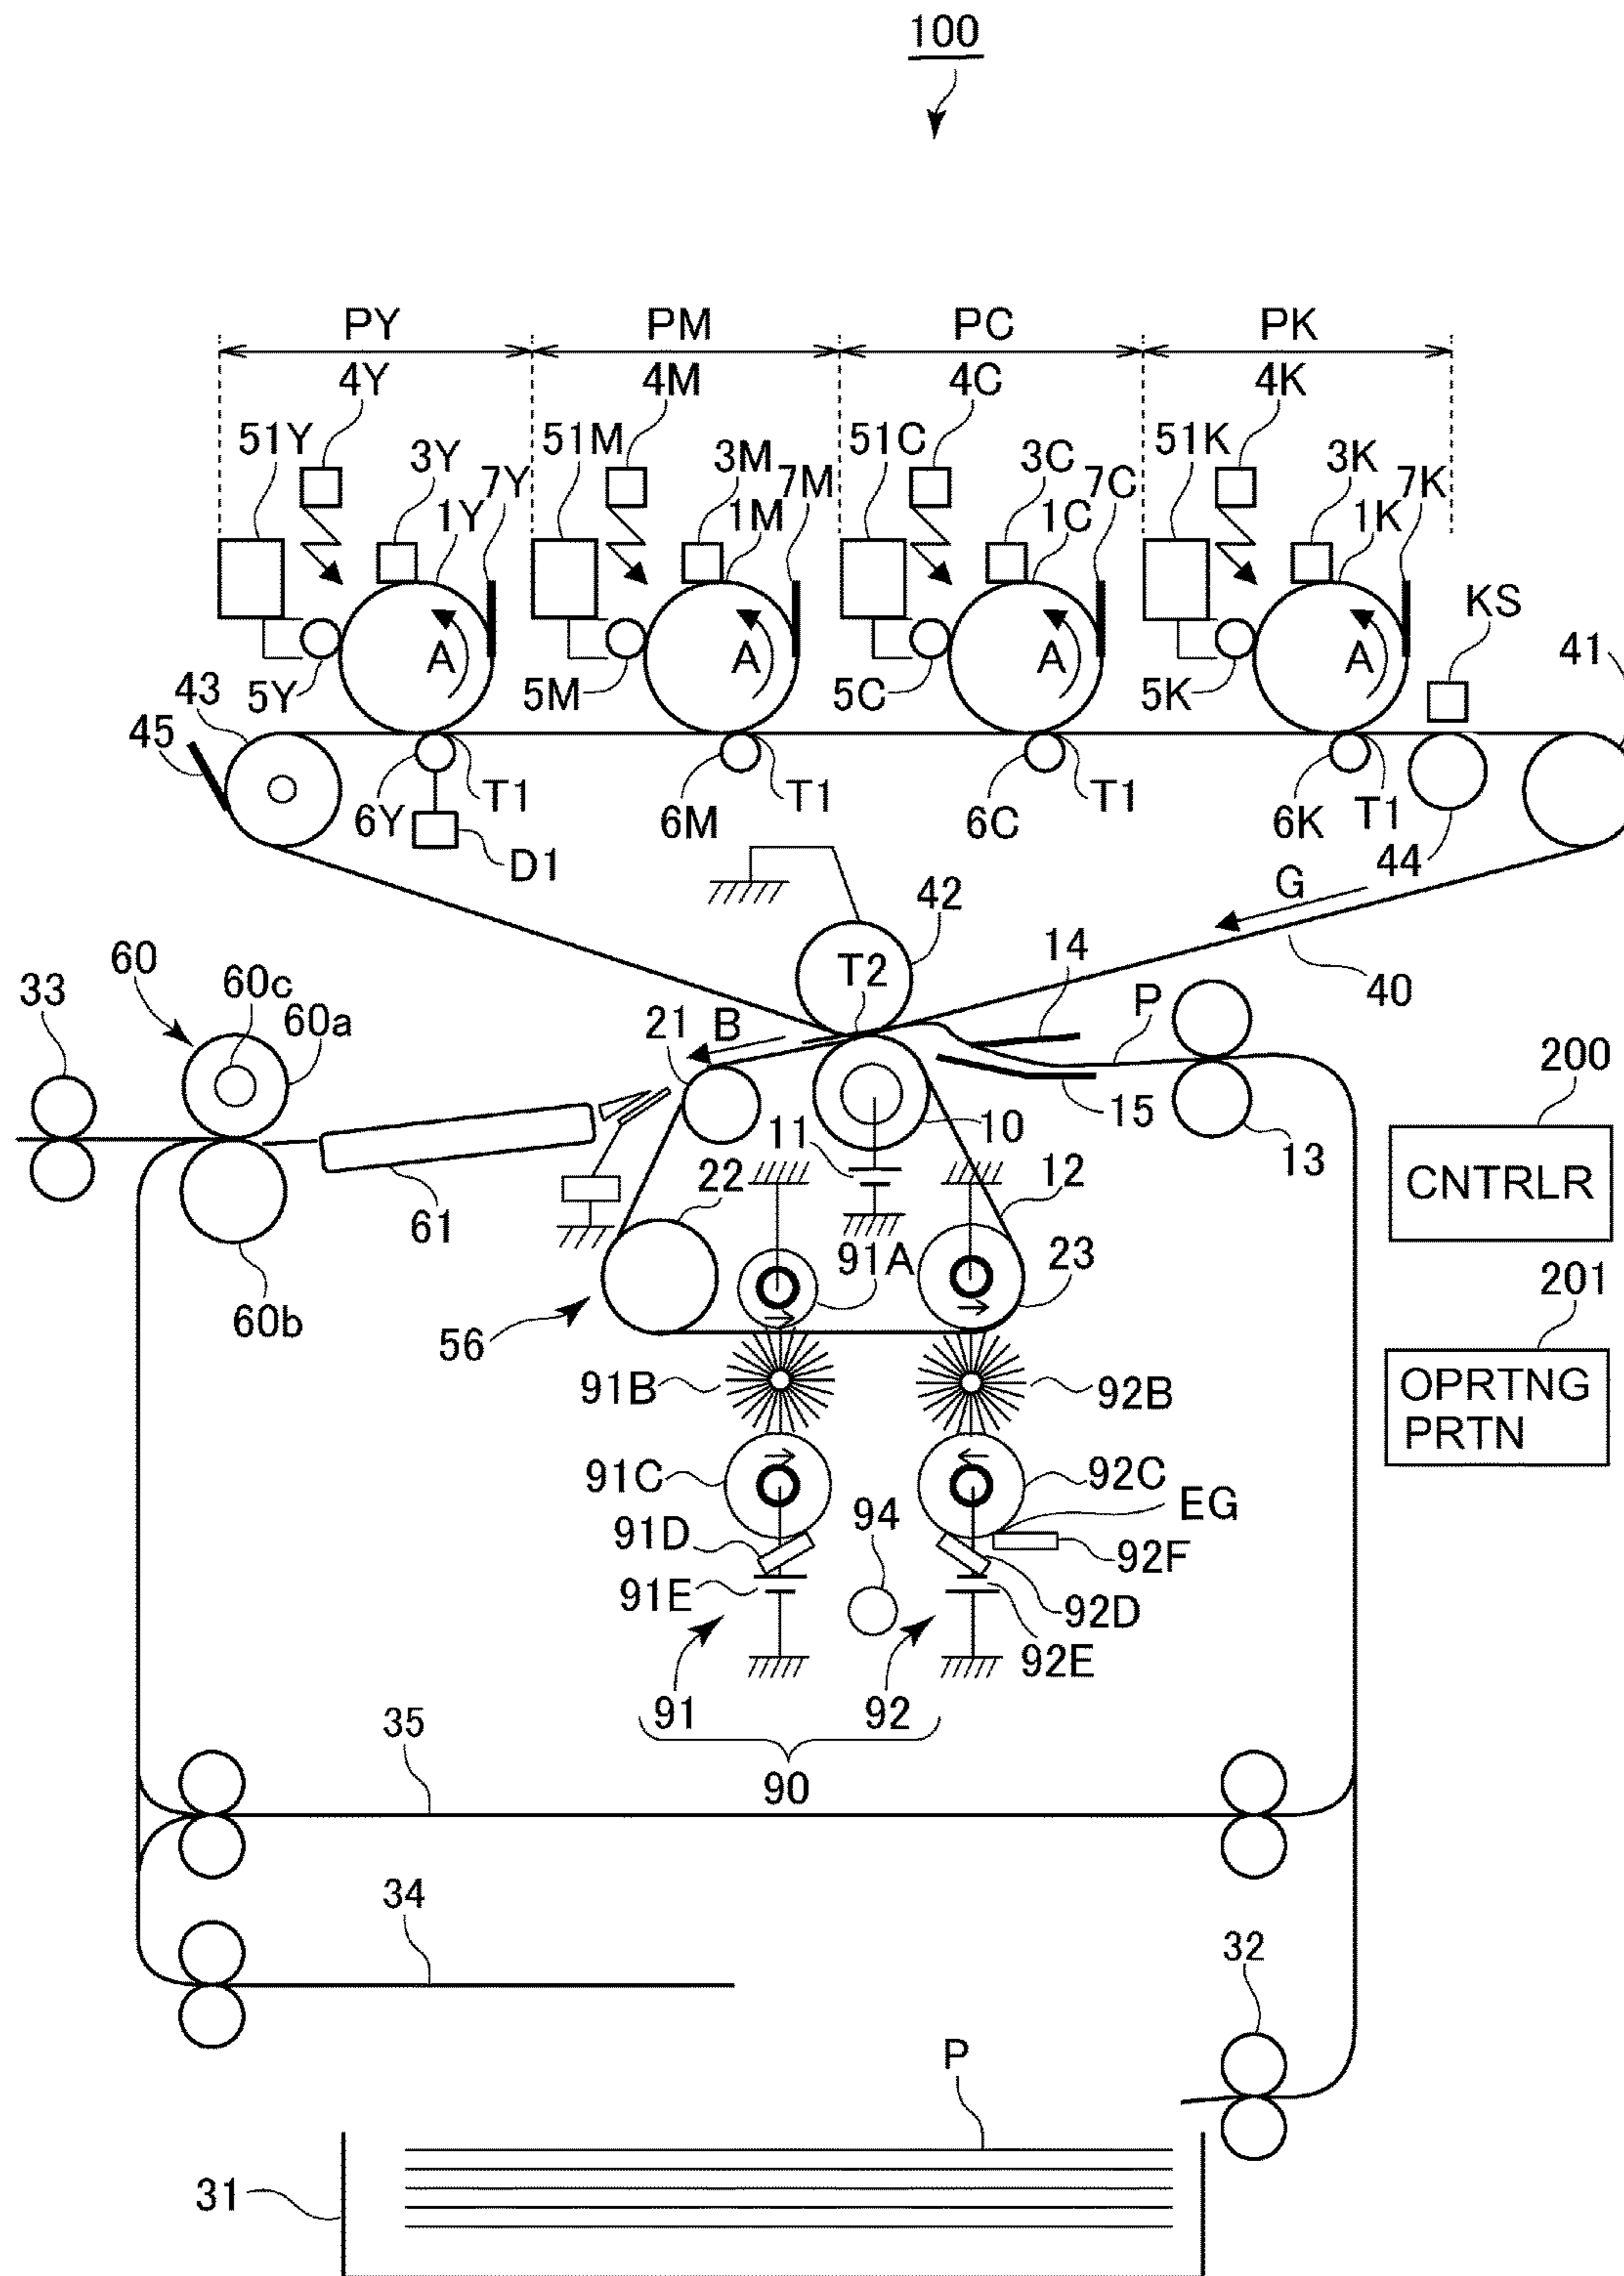 100
PY PM PC PK
4Y 4M 4C 4K
51Y 3Y 7Y 51M 3M 7M 51C 3C 7C 51K 3K 7K
1Y 1M 1C 1K
KS
A A A A
41
43 5Y 5M 5C 5K
45
6Y T1 6M T1 6C T1 6K T1
D1 44
G
42
60 14
33 60c T2 40
60a 21 B P
200
15
11 10 13
CNTRLR
22 12
61
91A 23 201
60b
56
OPRTNG
91B 92B
PRTN
91C 92C
94 EG
91D 92F
91E 92D
92E
91 92
35
90
34
32
P
31